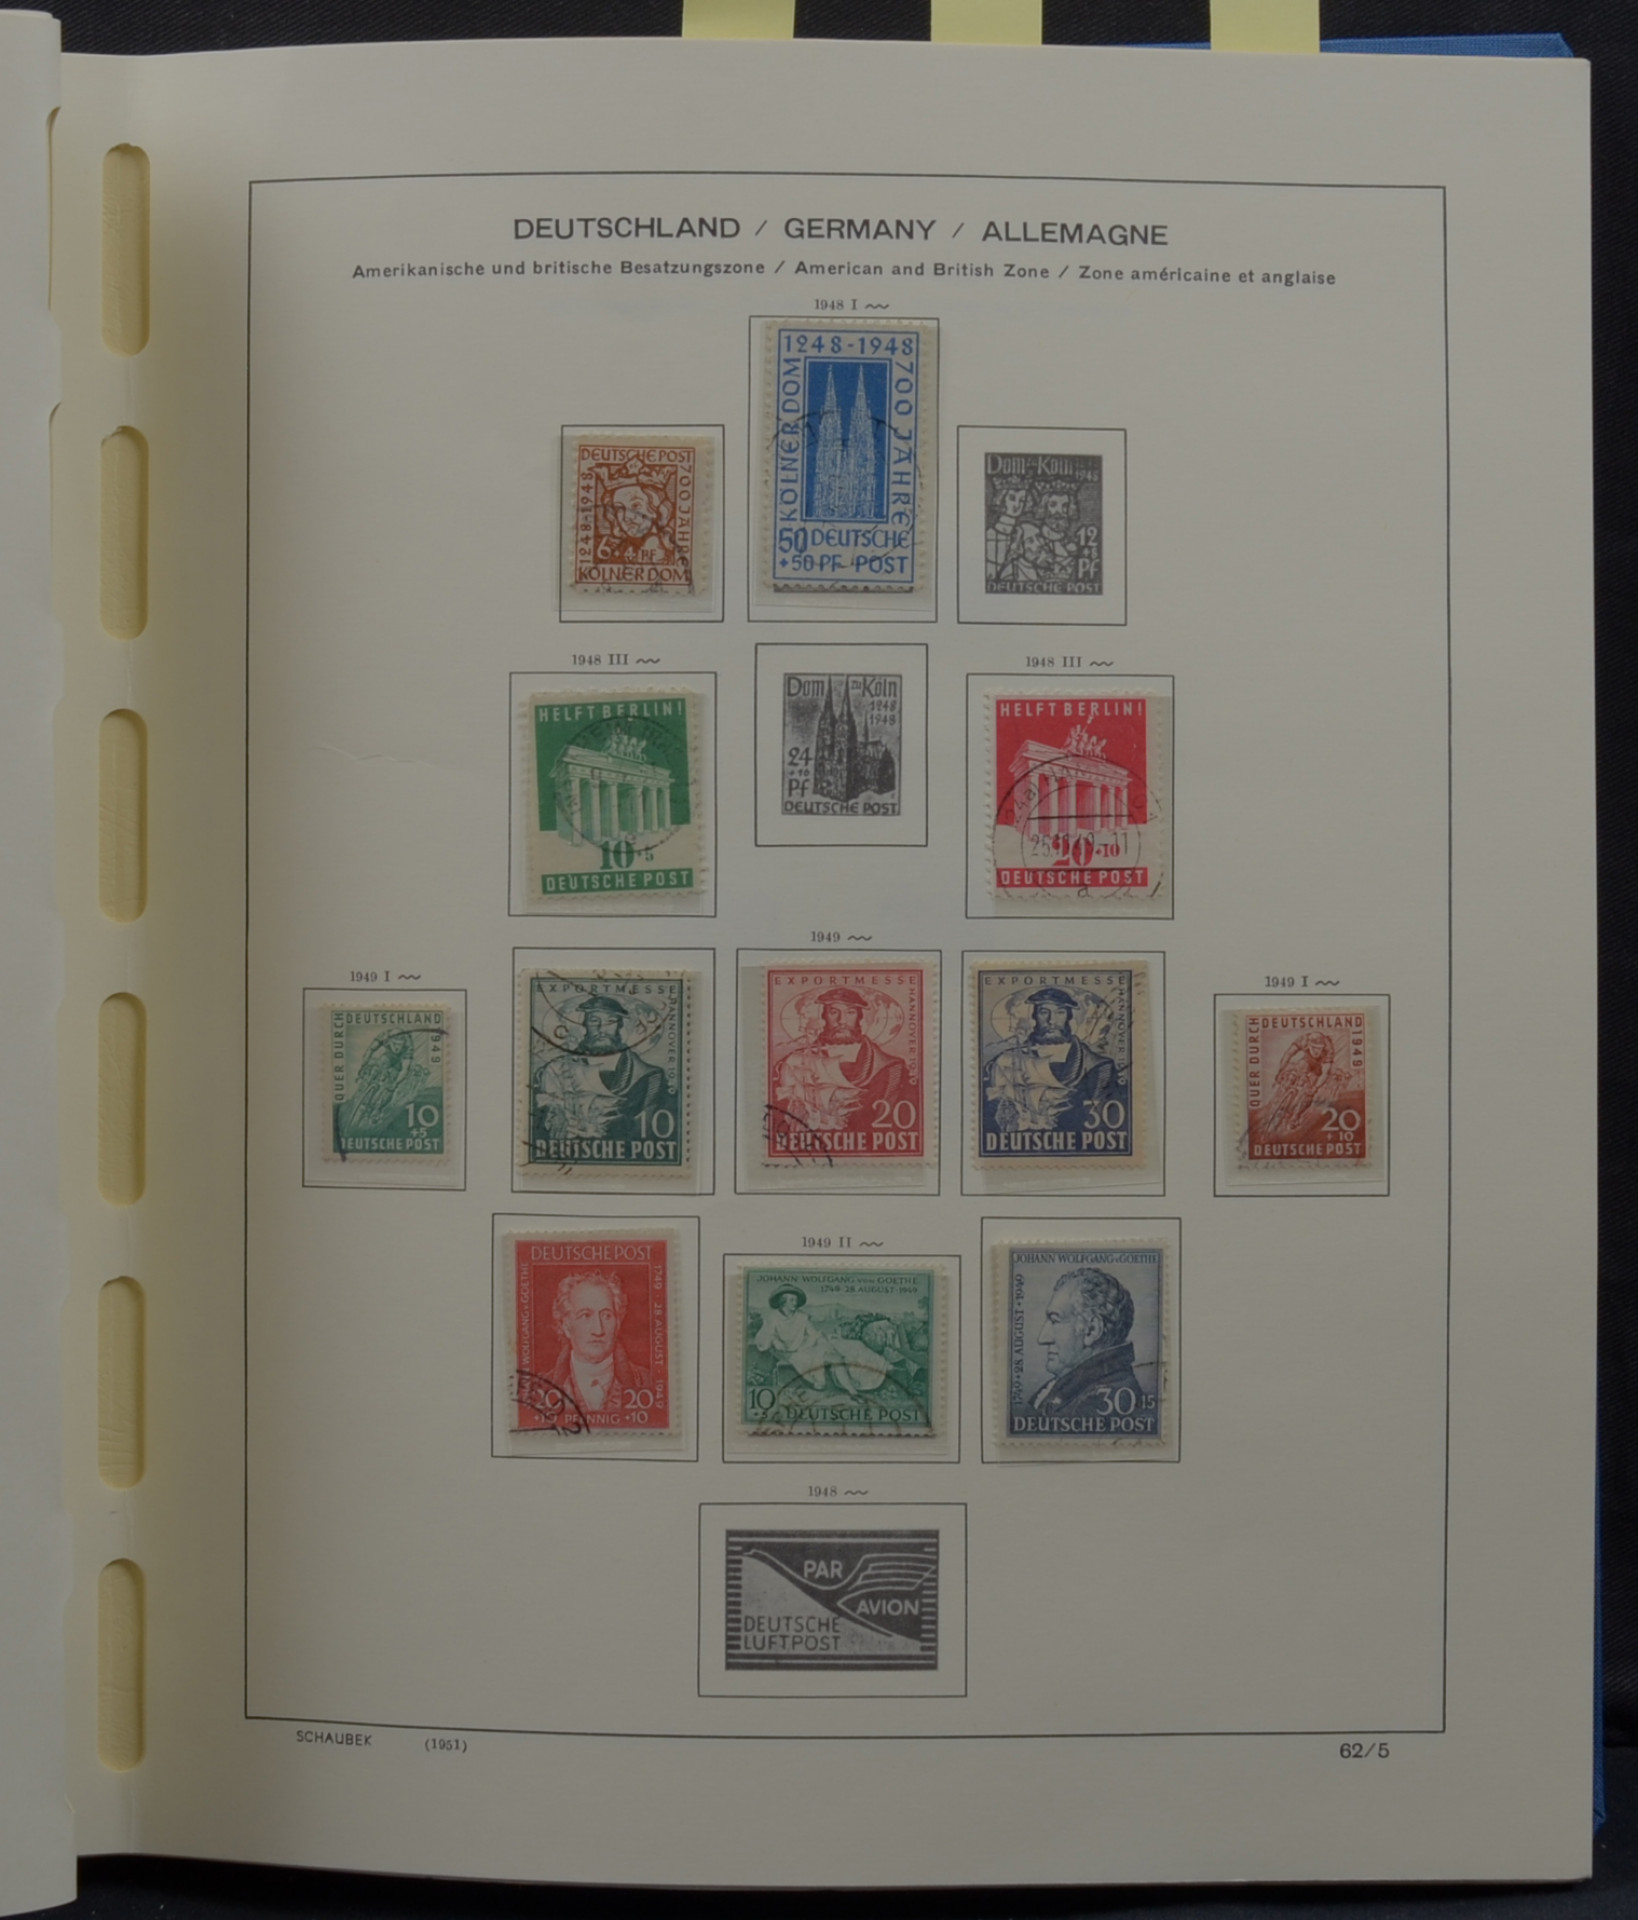 DEUTSCHLAND / GERMANY / ALLEMAGNE
Amerikanische und britische Besatzungszone / American and British Zone / Zone américaine et anglaise
1948 I
DEUTSCHE POST
1248-1948
700 JAHRE
6+4 PF
KÖLNER DOM
1248-1948
KÖLNER DOM
700 JAHRE
50 DEUTSCHE
+50 PF POST
Dom zu Köln
1948
12
+8
Pf
DEUTSCHE POST
1948 III
HELFT BERLIN!
10+5
DEUTSCHE POST
Dom zu Köln
1248
1948
24
+16
Pf
DEUTSCHE POST
1948 III
HELFT BERLIN!
20+10
DEUTSCHE POST
1949 I
QUER DURCH
DEUTSCHLAND
1949
10
+5
DEUTSCHE POST
1949
EXPORTMESSE
HANNOVER 1949
10
DEUTSCHE POST
EXPORTMESSE
HANNOVER 1949
20
DEUTSCHE POST
EXPORTMESSE
HANNOVER 1949
30
DEUTSCHE POST
1949 I
QUER DURCH
DEUTSCHLAND
1949
20
+10
DEUTSCHE POST
DEUTSCHE POST
WOLFGANG v. GOETHE
1749 28 AUGUST 1949
20 20
+10 PFENNIG +10
1949 II
JOHANN WOLFGANG VON GOETHE
1749 · 28. AUGUST · 1949
10
+5 DEUTSCHE POST
JOHANN WOLFGANG v. GOETHE
1749 · 28. AUGUST · 1949
30+15
DEUTSCHE POST
1948
PAR
AVION
DEUTSCHE
LUFTPOST
SCHAUBEK (1951) 62/5